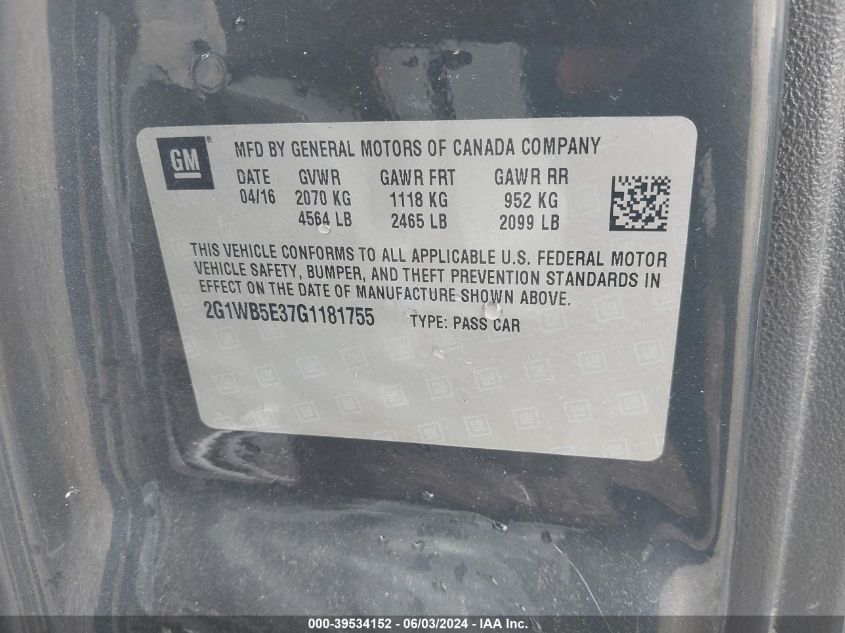 GM®
MFD BY GENERAL MOTORS OF CANADA COMPANY
DATE GVWR GAWR FRT GAWR RR
04/16 2070 KG 1118 KG 952 KG
4564 LB 2465 LB 2099 LB
THIS VEHICLE CONFORMS TO ALL APPLICABLE U.S. FEDERAL MOTOR
VEHICLE SAFETY, BUMPER, AND THEFT PREVENTION STANDARDS IN
EFFECT ON THE DATE OF MANUFACTURE SHOWN ABOVE.
2G1WB5E37G1181755 TYPE: PASS CAR
000-39534152 - 06/03/2024 - IAA Inc.